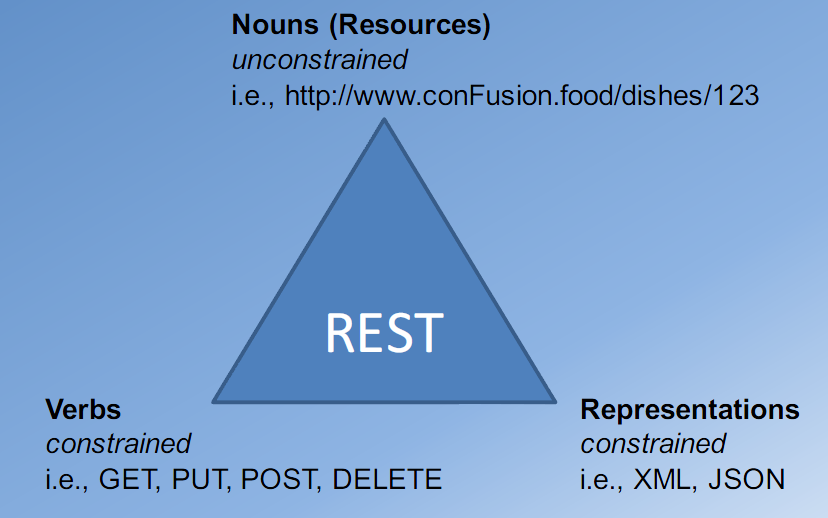 Nouns (Resources)
unconstrained
i.e., http://www.conFusion.food/dishes/123
REST
Verbs
constrained
i.e., GET, PUT, POST, DELETE
Representations
constrained
i.e., XML, JSON